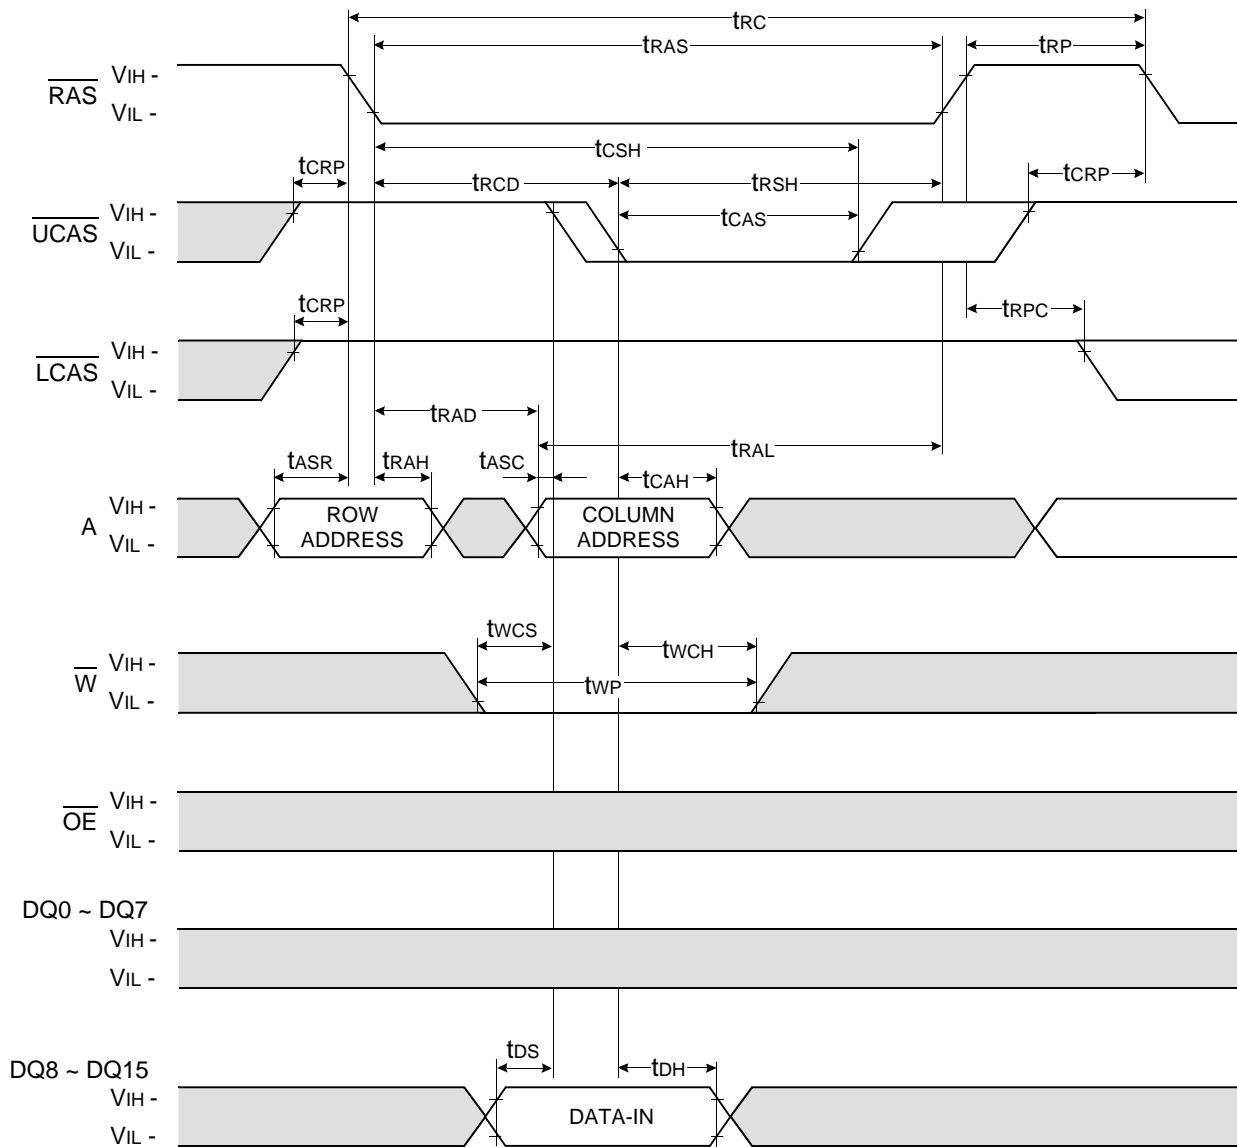 tRC
tRAS
tRP
RAS
VIH -
VIL -
tCSH
tCRP
tRCD
tRSH
tCRP
UCAS
VIH -
VIL -
tCAS
tCRP
tRPC
LCAS
VIH -
VIL -
tRAD
tRAL
tASR
tRAH
tASC
tCAH
A
VIH -
VIL -
ROW
ADDRESS
COLUMN
ADDRESS
tWCS
tWCH
W
VIH -
VIL -
tWP
OE
VIH -
VIL -
DQ0 ~ DQ7
VIH -
VIL -
tDS
tDH
DQ8 ~ DQ15
VIH -
VIL -
DATA-IN